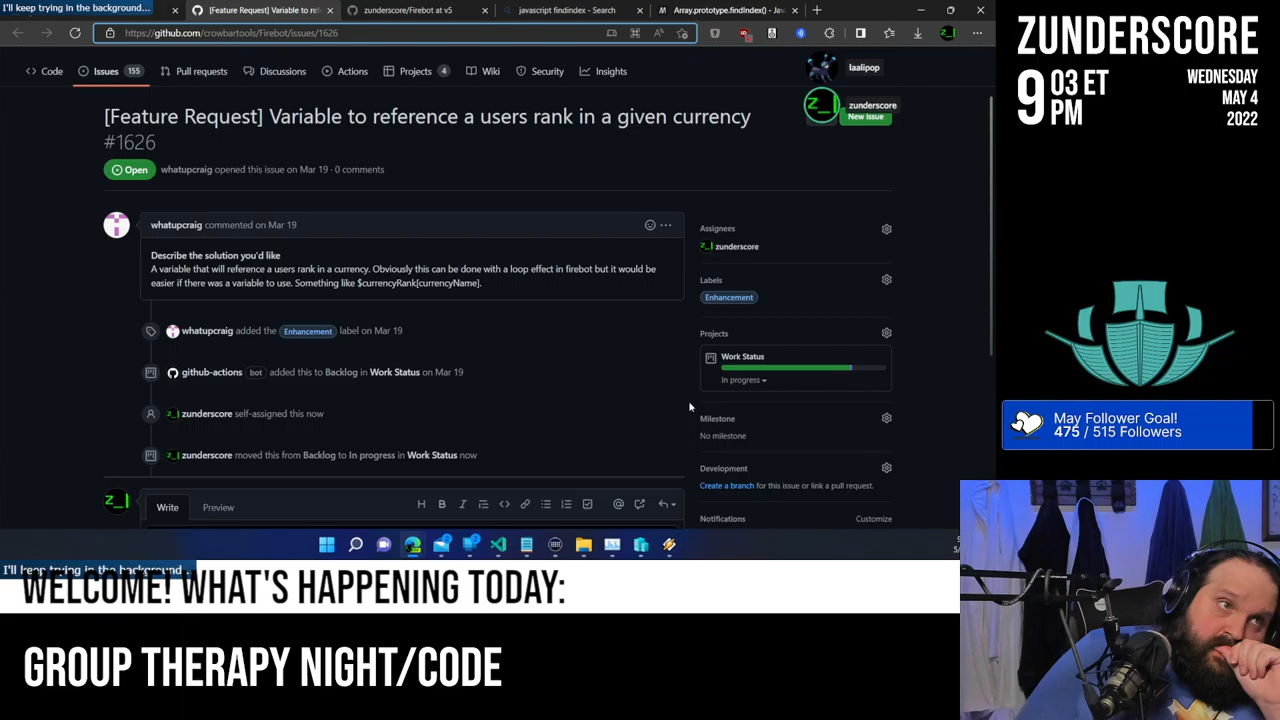 I'll keep trying in the background...
[Feature Request] Variable to ref
zunderscore/Firebot at v5
javascript findindex - Search
Array.prototype.findIndex() - Jav
https://github.com/crowbartools/Firebot/issues/1626
Code
Issues 155
Pull requests
Discussions
Actions
Projects 4
Wiki
Security
Insights
laalipop
zunderscore
New issue
[Feature Request] Variable to reference a users rank in a given currency
#1626
Open
whatupcraig opened this issue on Mar 19 · 0 comments
whatupcraig commented on Mar 19
Describe the solution you'd like
A variable that will reference a users rank in a currency. Obviously this can be done with a loop effect in firebot but it would be
easier if there was a variable to use. Something like $currencyRank[currencyName].
whatupcraig added the Enhancement label on Mar 19
github-actions bot added this to Backlog in Work Status on Mar 19
zunderscore self-assigned this now
zunderscore moved this from Backlog to In progress in Work Status now
Write
Preview
Assignees
zunderscore
Labels
Enhancement
Projects
Work Status
In progress
Milestone
No milestone
Development
Create a branch for this issue or link a pull request.
Notifications
Customize
I'll keep trying in the background...
WELCOME! WHAT'S HAPPENING TODAY:
GROUP THERAPY NIGHT/CODE
ZUNDERSCORE
9 03 ET
PM
WEDNESDAY
MAY 4
2022
May Follower Goal!
475 / 515 Followers